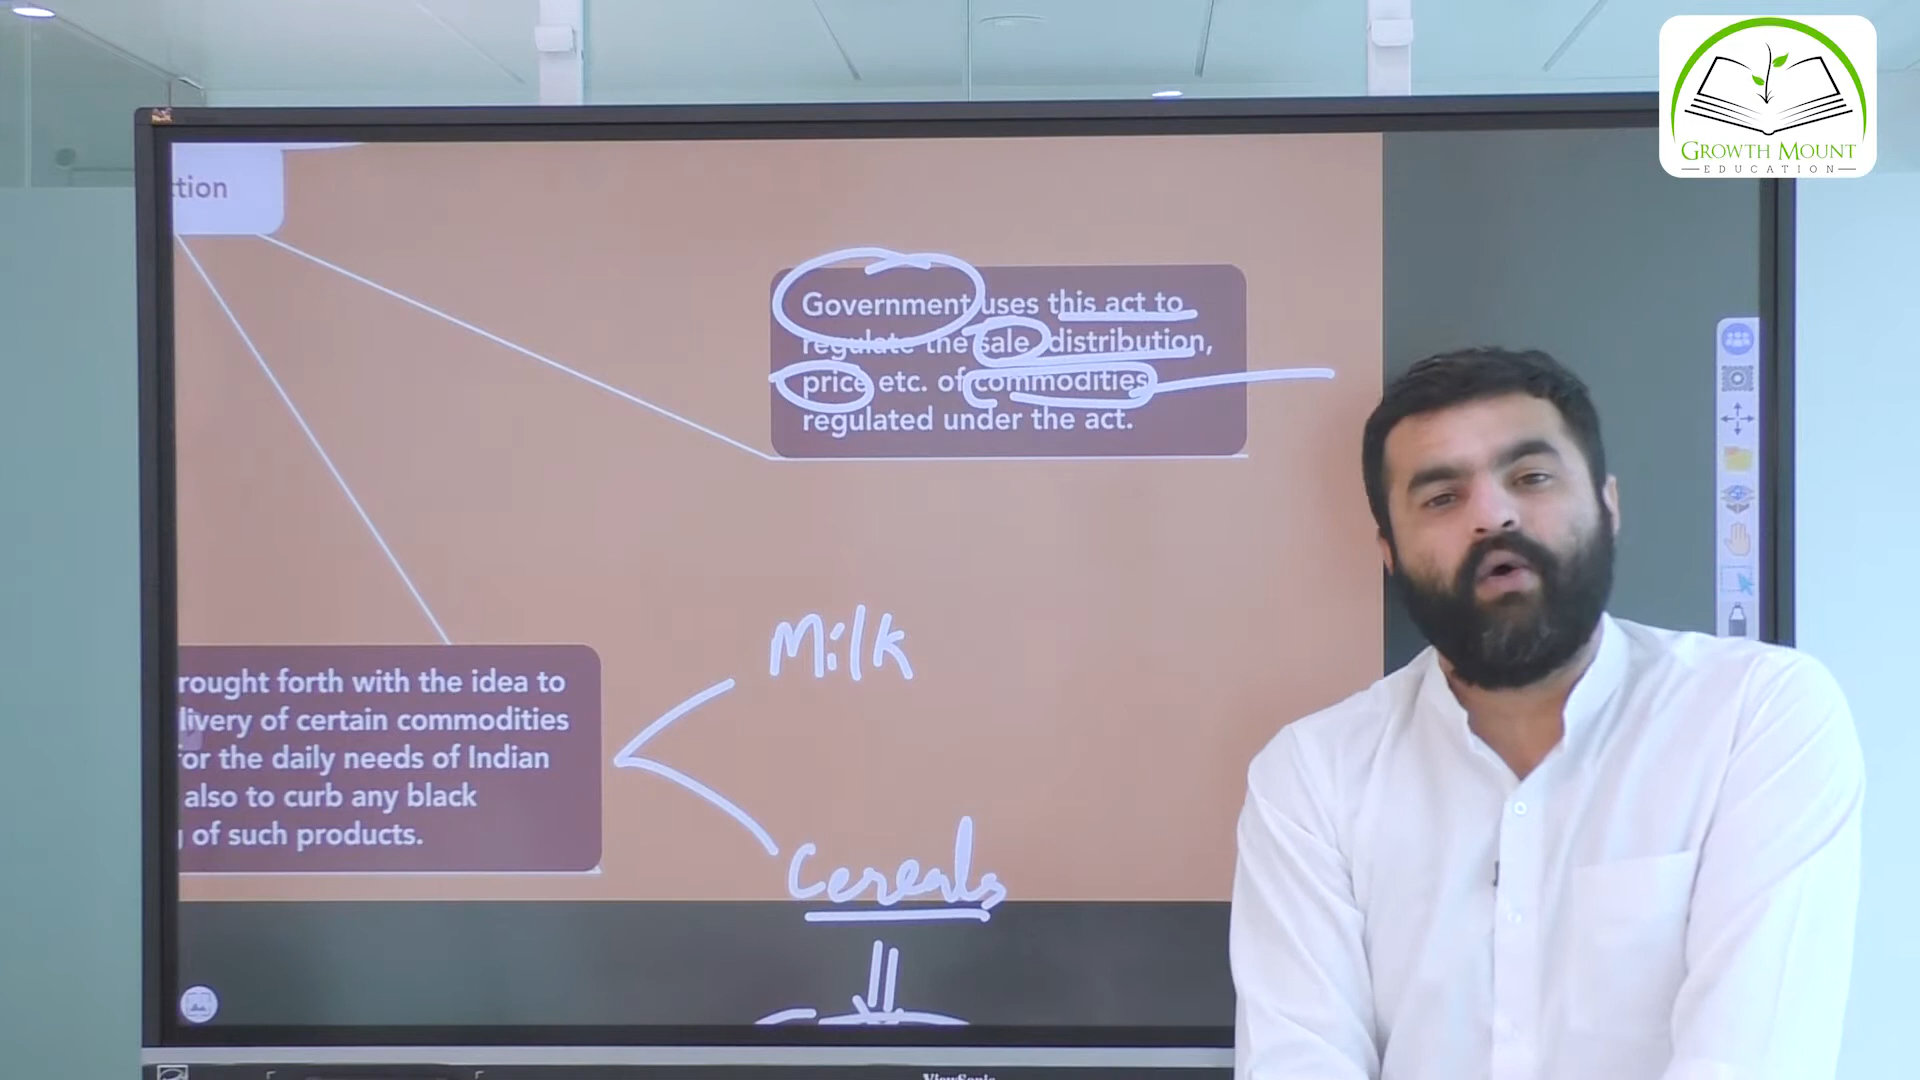 GROWTH MOUNT
EDUCATION
tion
Government uses this act to
regulate the sale, distribution,
price etc. of commodities
regulated under the act.
Milk
rought forth with the idea to
livery of certain commodities
for the daily needs of Indian
also to curb any black
of such products.
Cereals
ViewSonic